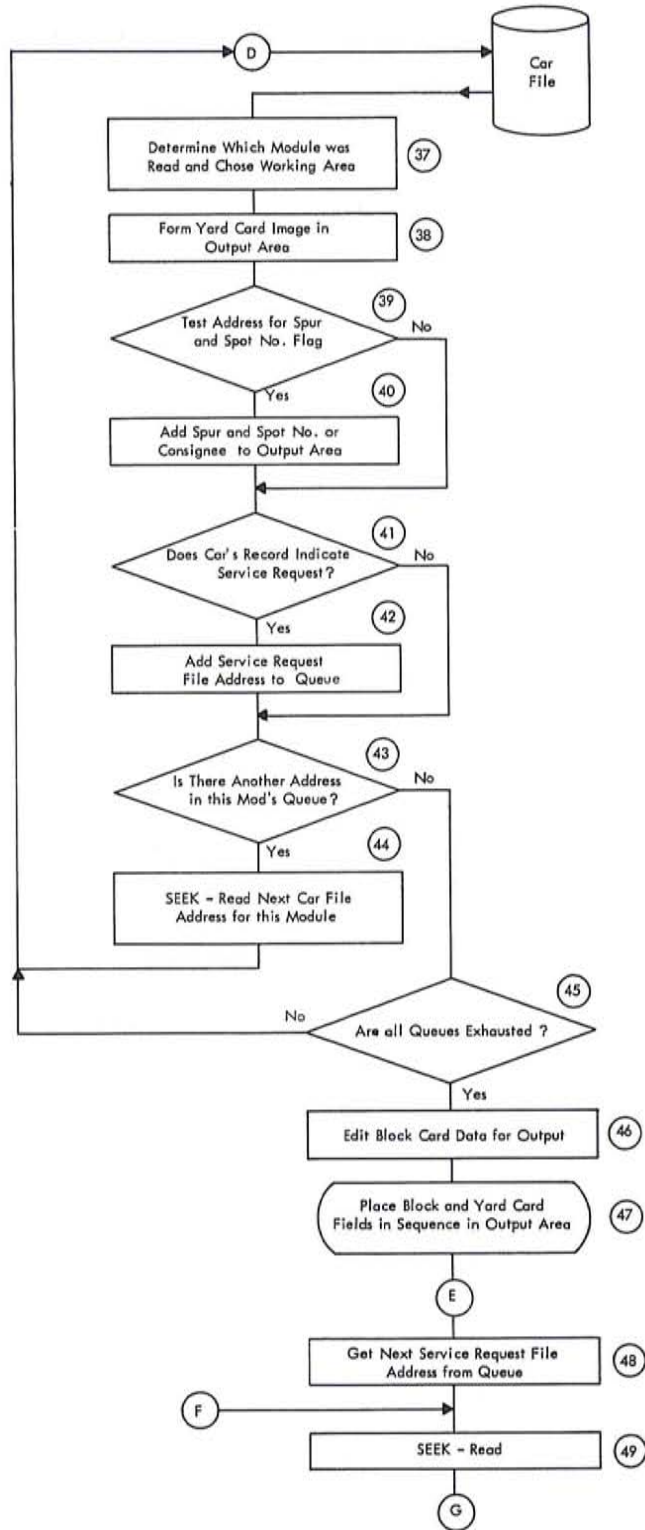 D
Car
File
Determine Which Module was
Read and Chose Working Area
37
Form Yard Card Image in
Output Area
38
39
Test Address for Spur
and Spot No. Flag
No
Yes
40
Add Spur and Spot No. or
Consignee to Output Area
41
Does Car's Record Indicate
Service Request?
No
Yes
42
Add Service Request
File Address to Queue
43
Is There Another Address
in this Mod's Queue?
No
Yes
44
SEEK - Read Next Car File
Address for this Module
45
No
Are all Queues Exhausted ?
Yes
Edit Block Card Data for Output
46
Place Block and Yard Card
Fields in Sequence in Output Area
47
E
Get Next Service Request File
Address from Queue
48
F
SEEK - Read
49
G